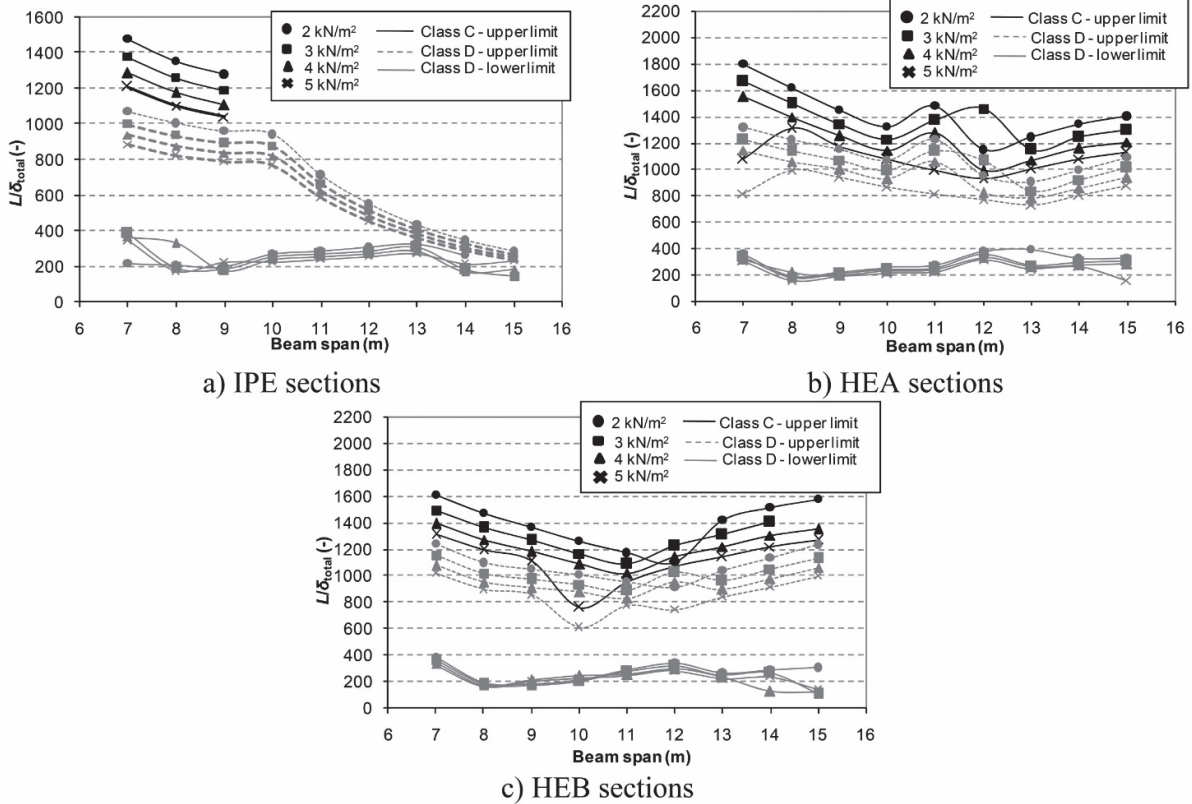 1600
1400
1200
1000
800
600
400
200
0
L/δtotal (-)
2 kN/m²
3 kN/m²
4 kN/m²
5 kN/m²
Class C - upper limit
Class D - upper limit
Class D - lower limit
6 7 8 9 10 11 12 13 14 15 16
Beam span (m)
a) IPE sections
2200
2000
1800
1600
1400
1200
1000
800
600
400
200
0
L/δtotal (-)
2 kN/m²
3 kN/m²
4 kN/m²
5 kN/m²
Class C - upper limit
Class D - upper limit
Class D - lower limit
6 7 8 9 10 11 12 13 14 15 16
Beam span (m)
b) HEA sections
2200
2000
1800
1600
1400
1200
1000
800
600
400
200
0
L/δtotal (-)
2 kN/m²
3 kN/m²
4 kN/m²
5 kN/m²
Class C - upper limit
Class D - upper limit
Class D - lower limit
6 7 8 9 10 11 12 13 14 15 16
Beam span (m)
c) HEB sections